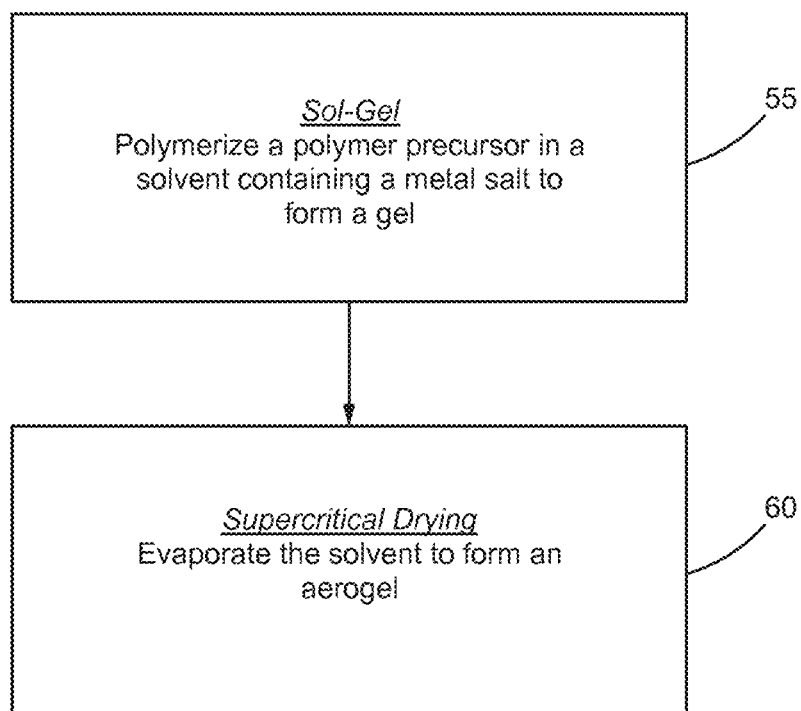 Sol-Gel
Polymerize a polymer precursor in a
solvent containing a metal salt to
form a gel
55
Supercritical Drying
Evaporate the solvent to form an
aerogel
60